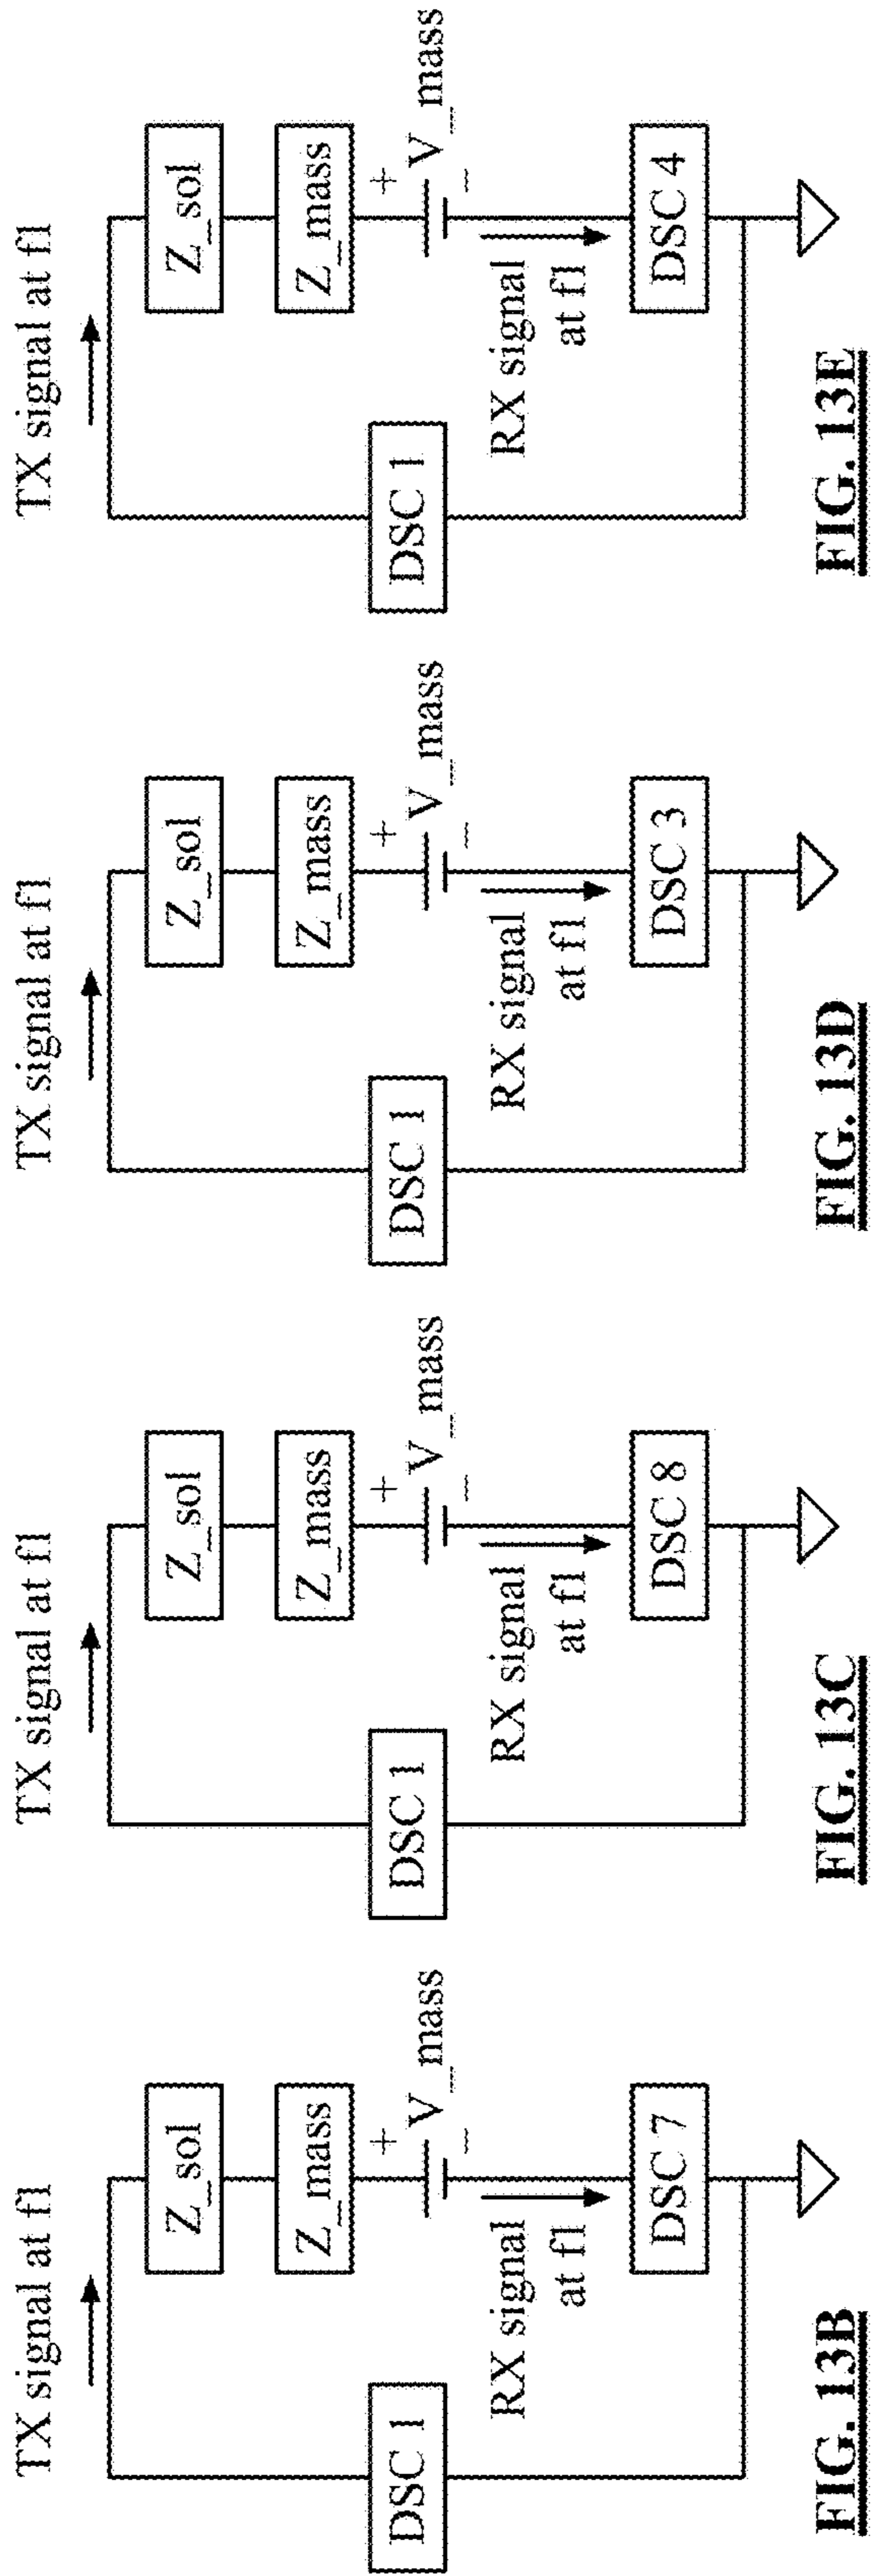 TX signal at f1
Z_sol
Z_mass
+
V_mass
−
DSC 1
RX signal
at f1
DSC 7
FIG. 13B
TX signal at f1
Z_sol
Z_mass
+
V_mass
−
DSC 1
RX signal
at f1
DSC 8
FIG. 13C
TX signal at f1
Z_sol
Z_mass
+
V_mass
−
DSC 1
RX signal
at f1
DSC 3
FIG. 13D
TX signal at f1
Z_sol
Z_mass
+
V_mass
−
DSC 1
RX signal
at f1
DSC 4
FIG. 13E